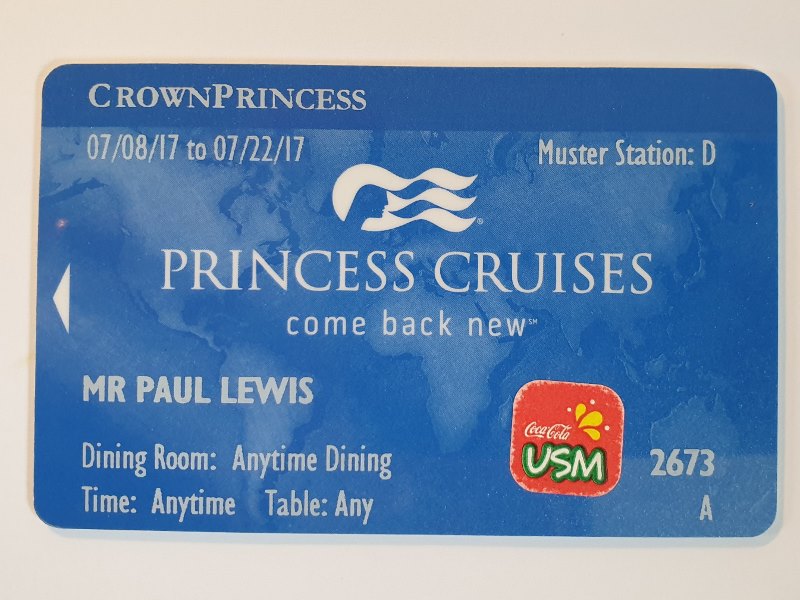 CROWNPRINCESS
07/08/17 to 07/22/17
Muster Station: D
®
PRINCESS CRUISES
come back new℠
MR PAUL LEWIS
Dining Room: Anytime Dining
Time: Anytime Table: Any
Coca-Cola
USM
2673
A